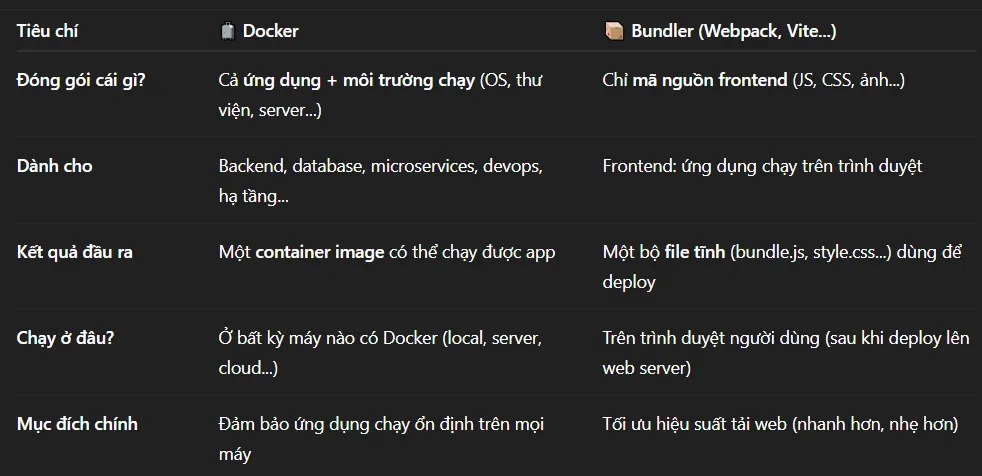 Tiêu chí
Docker
Bundler (Webpack, Vite...)
Đóng gói cái gì?
Cả ứng dụng + môi trường chạy (OS, thư
viện, server...)
Chỉ mã nguồn frontend (JS, CSS, ảnh...)
Dành cho
Backend, database, microservices, devops,
hạ tầng...
Frontend: ứng dụng chạy trên trình duyệt
Kết quả đầu ra
Một container image có thể chạy được app
Một bộ file tĩnh (bundle.js, style.css...) dùng để
deploy
Chạy ở đâu?
Ở bất kỳ máy nào có Docker (local, server,
cloud...)
Trên trình duyệt người dùng (sau khi deploy lên
web server)
Mục đích chính
Đảm bảo ứng dụng chạy ổn định trên mọi
máy
Tối ưu hiệu suất tải web (nhanh hơn, nhẹ hơn)